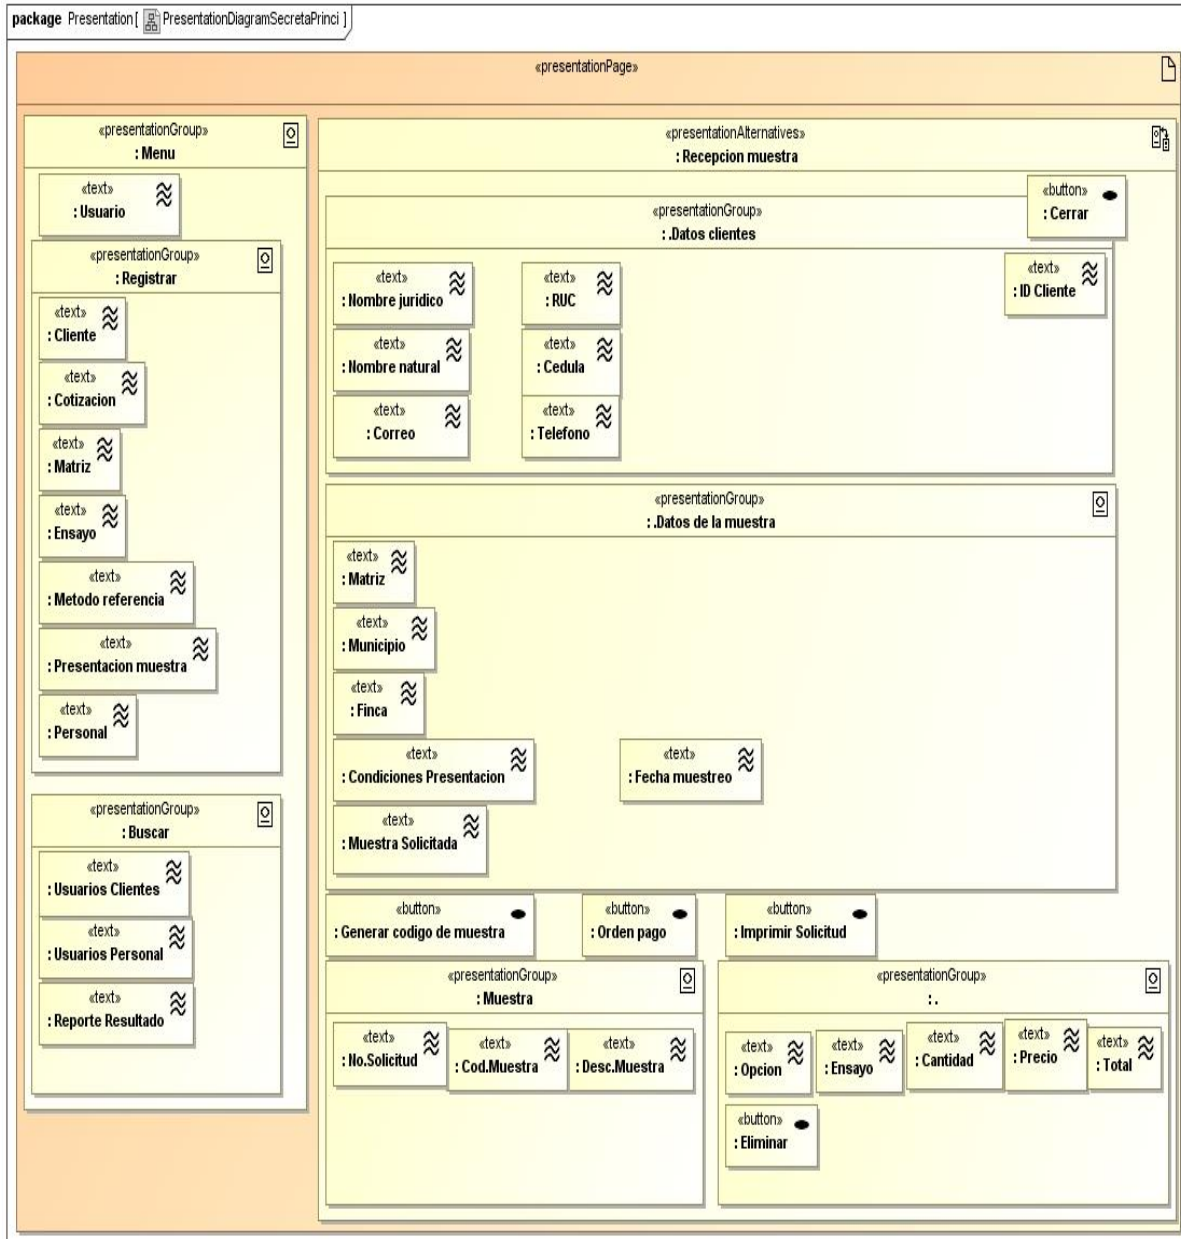 package Presentation[ PresentationDiagramSecretaPrinci ]
«presentationPage»
«presentationGroup»
: Menu
«text»
: Usuario
«presentationGroup»
: Registrar
«text»
: Cliente
«text»
: Cotizacion
«text»
: Matriz
«text»
: Ensayo
«text»
: Metodo referencia
«text»
: Presentacion muestra
«text»
: Personal
«presentationGroup»
: Buscar
«text»
: Usuarios Clientes
«text»
: Usuarios Personal
«text»
: Reporte Resultado
«presentationAlternatives»
: Recepcion muestra
«button»
: Cerrar
«presentationGroup»
: .Datos clientes
«text»
: Nombre juridico
«text»
: RUC
«text»
: ID Cliente
«text»
: Nombre natural
«text»
: Cedula
«text»
: Correo
«text»
: Telefono
«presentationGroup»
: .Datos de la muestra
«text»
: Matriz
«text»
: Municipio
«text»
: Finca
«text»
: Condiciones Presentacion
«text»
: Fecha muestreo
«text»
: Muestra Solicitada
«button»
: Generar codigo de muestra
«button»
: Orden pago
«button»
: Imprimir Solicitud
«presentationGroup»
: Muestra
«text»
: No.Solicitud
«text»
: Cod.Muestra
«text»
: Desc.Muestra
«presentationGroup»
: .
«text»
: Opcion
«text»
: Ensayo
«text»
: Cantidad
«text»
: Precio
«text»
: Total
«button»
: Eliminar